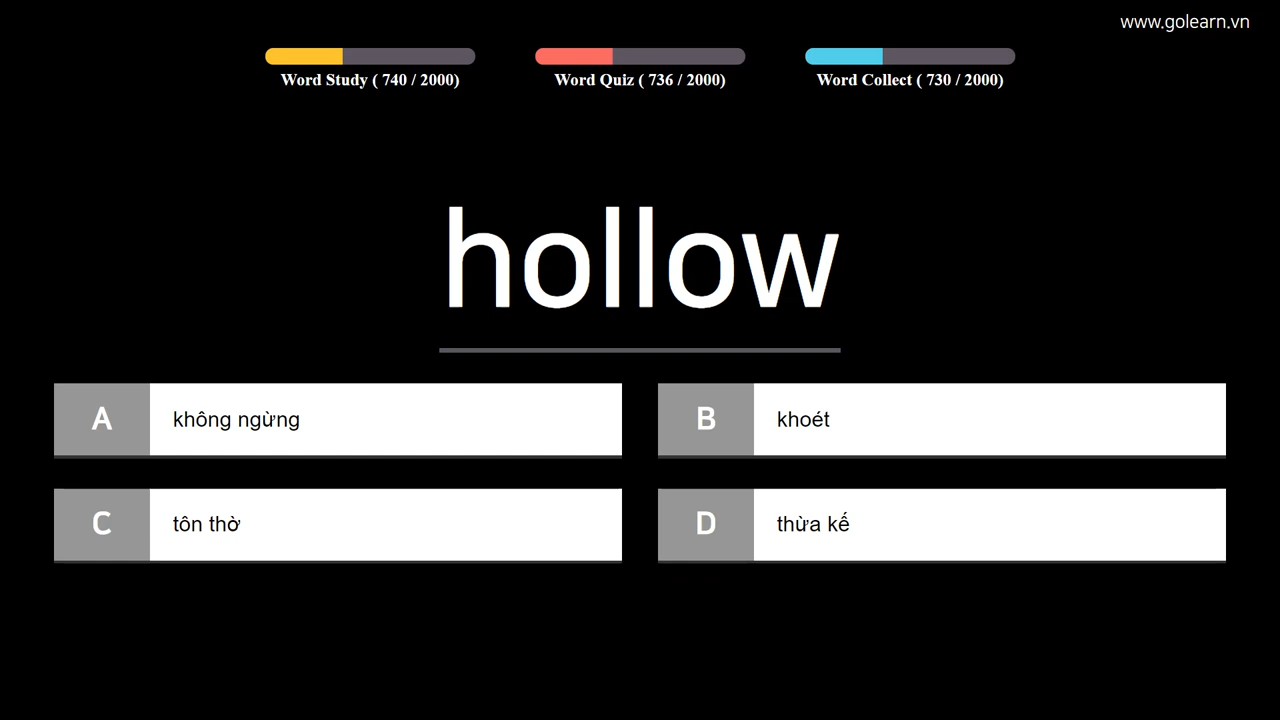 www.golearn.vn
Word Study ( 740 / 2000)
Word Quiz ( 736 / 2000)
Word Collect ( 730 / 2000)
hollow
A không ngừng
B khoét
C tôn thờ
D thừa kế